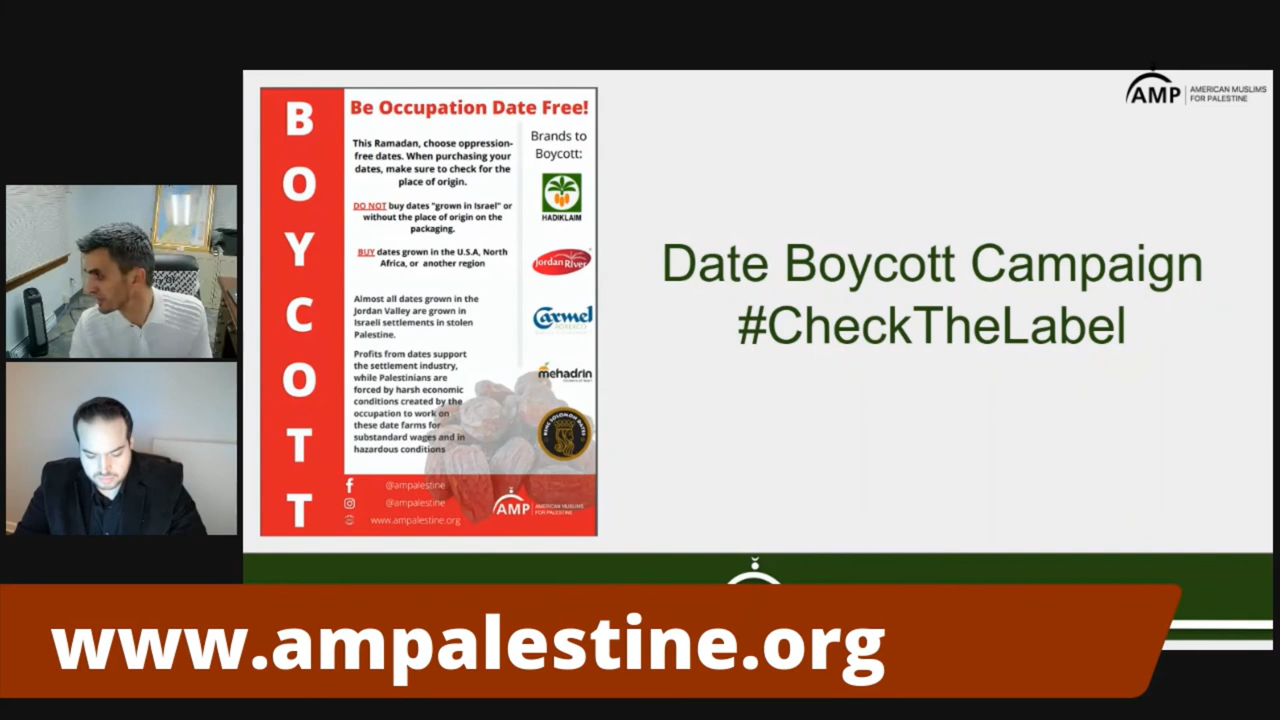 B
O
Y
C
O
T
T
Be Occupation Date Free!
This Ramadan, choose oppression-
free dates. When purchasing your
dates, make sure to check for the
place of origin.
DO NOT buy dates "grown in Israel" or
without the place of origin on the
packaging.
BUY dates grown in the U.S.A, North
Africa, or another region
Almost all dates grown in the
Jordan Valley are grown in
Israeli settlements in stolen
Palestine.
Profits from dates support
the settlement industry,
while Palestinians are
forced by harsh economic
conditions created by the
occupation to work on
these date farms for
substandard wages and in
hazardous conditions
Brands to
Boycott:
HADIKLAIM
Jordan River
Carmel
AGREXCO
mehadrin
KING SOLOMON DATES
@ampalestine
@ampalestine
www.ampalestine.org
AMP
AMERICAN MUSLIMS
FOR PALESTINE
AMP
AMERICAN MUSLIMS
FOR PALESTINE
Date Boycott Campaign
#CheckTheLabel
www.ampalestine.org